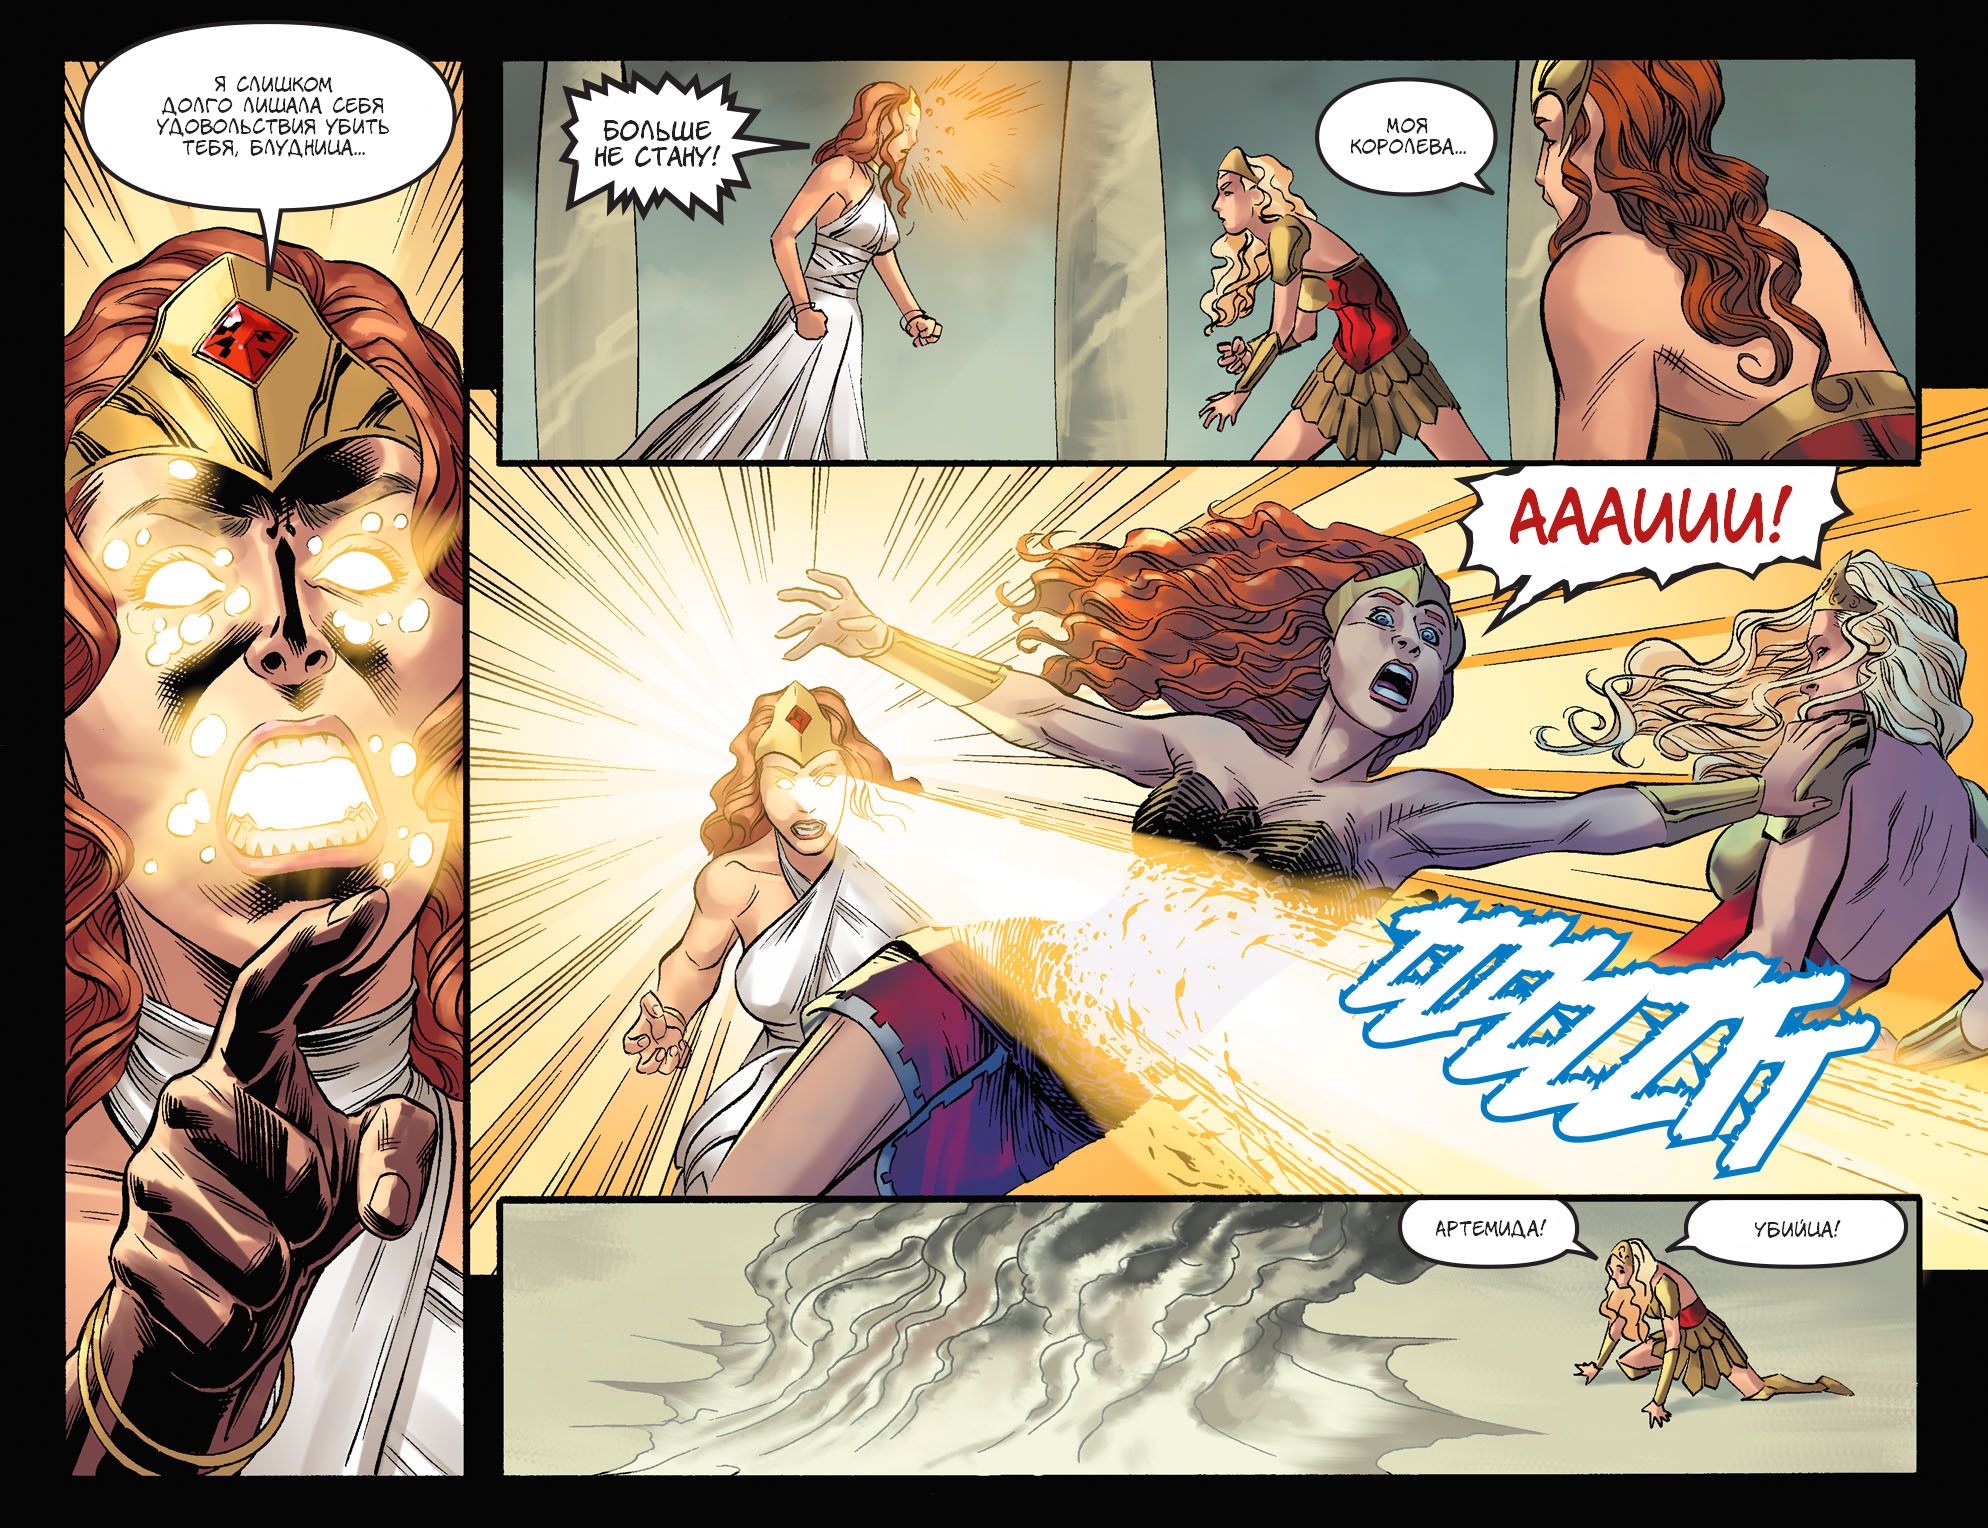 Я СЛИШКОМ
ДОЛГО ЛИШАЛА СЕБЯ
УДОВОЛЬСТВИЯ УБИТЬ
ТЕБЯ, БЛУДНИЦА...
БОЛЬШЕ
НЕ СТАНУ!
МОЯ
КОРОЛЕВА...
АААИИИ!
АРТЕМИДА!
УБИЙЦА!